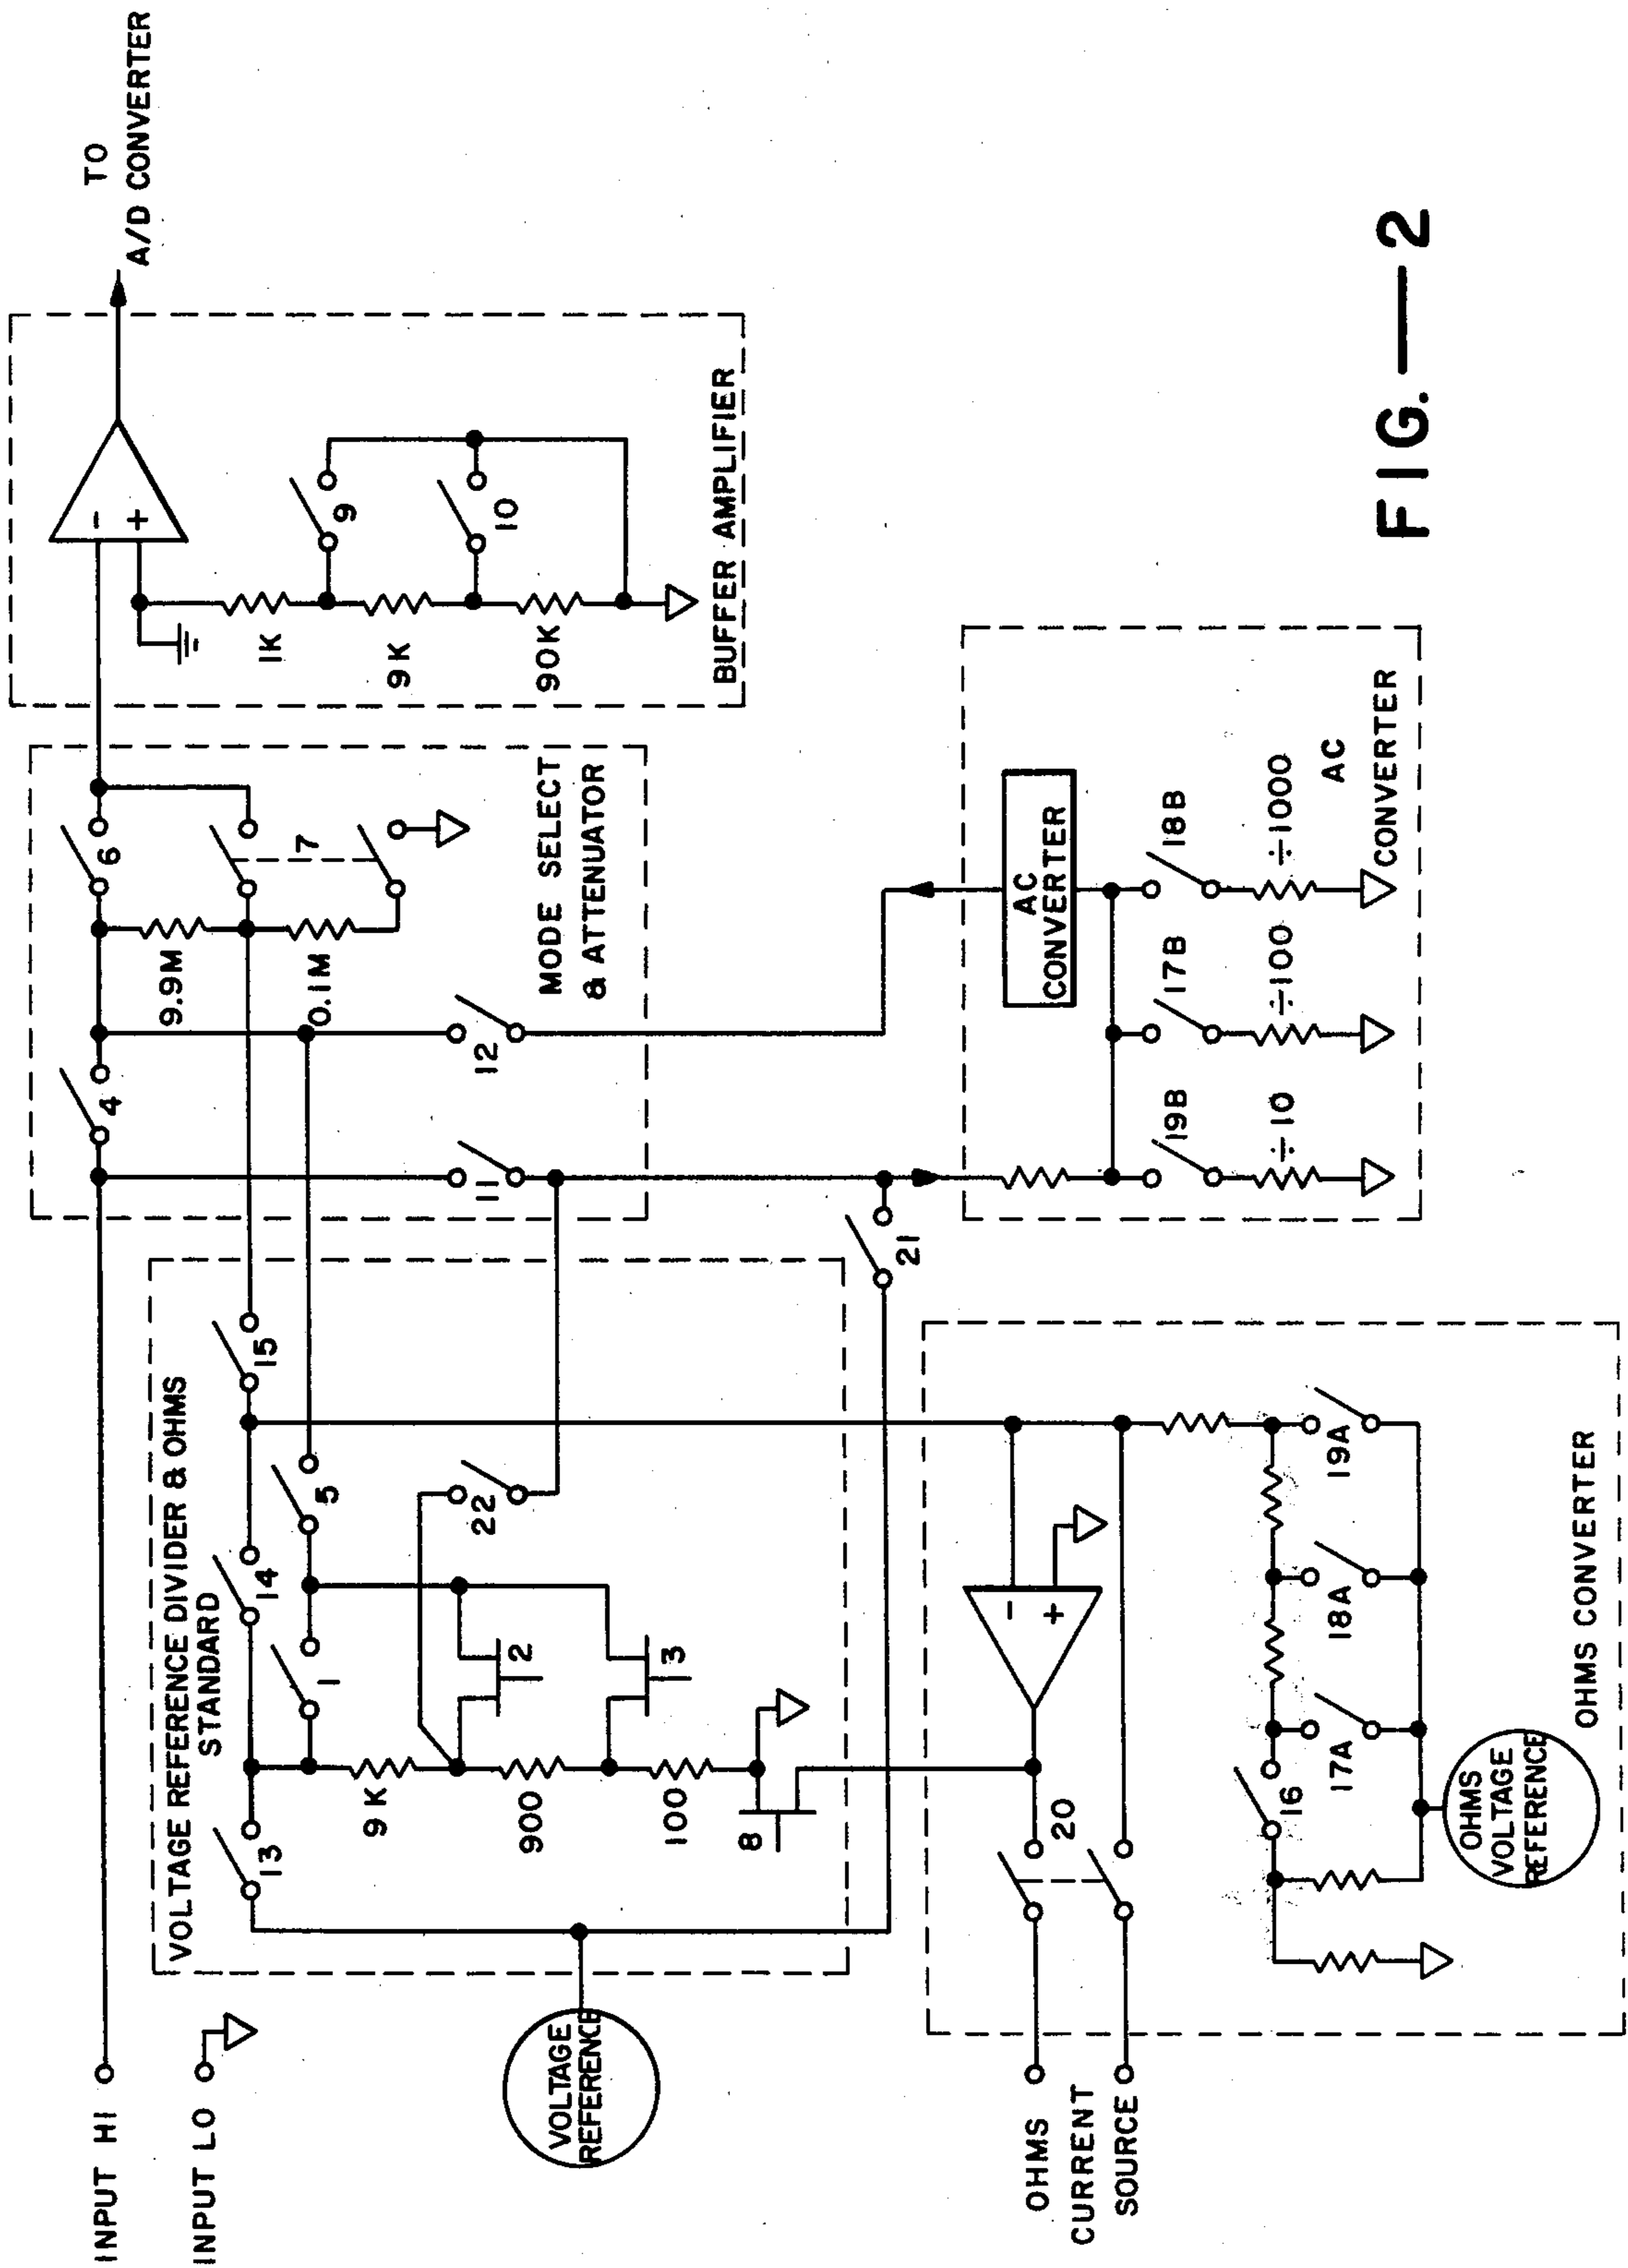 INPUT HI
INPUT LO
TO
A/D CONVERTER
4
6
-
+
1K
9K
90K
9
10
BUFFER AMPLIFIER
9.9M
0.1M
7
11
12
MODE SELECT
& ATTENUATOR
VOLTAGE REFERENCE DIVIDER & OHMS
STANDARD
13
14
15
1
5
9K
900
100
2
3
22
8
21
VOLTAGE
REFERENCE
OHMS
CURRENT
SOURCE
20
-
+
16
17A
18A
19A
OHMS
VOLTAGE
REFERENCE
OHMS CONVERTER
AC
CONVERTER
19B
17B
18B
÷10
÷100
÷1000
AC
CONVERTER
FIG.—2